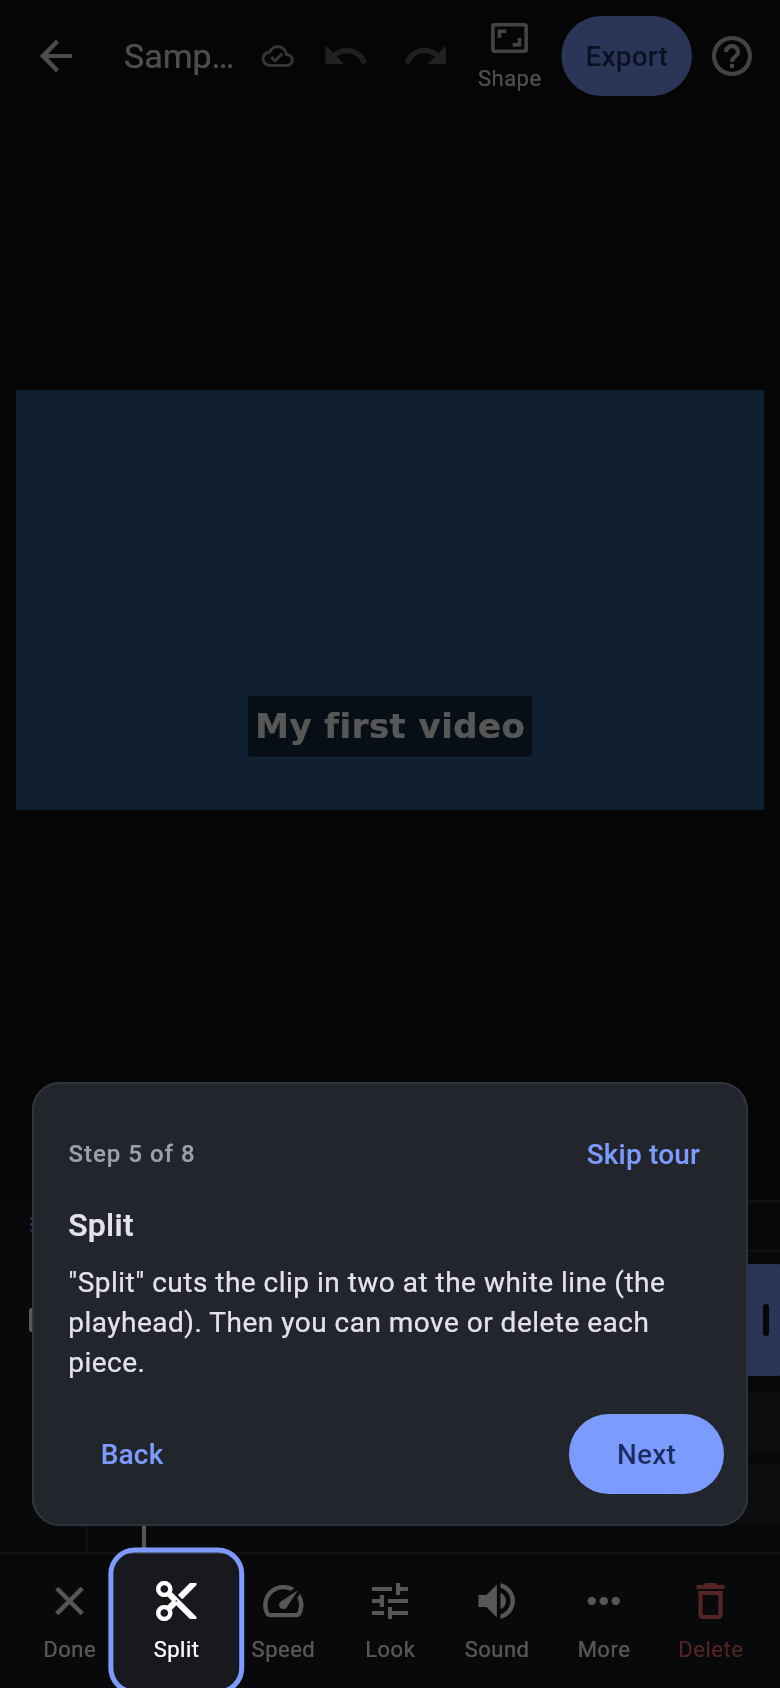 Samp...
Shape
Export
My first video
Step 5 of 8
Skip tour
Split
"Split" cuts the clip in two at the white line (the
playhead). Then you can move or delete each
piece.
Back
Next
Done
Split
Speed
Look
Sound
More
Delete